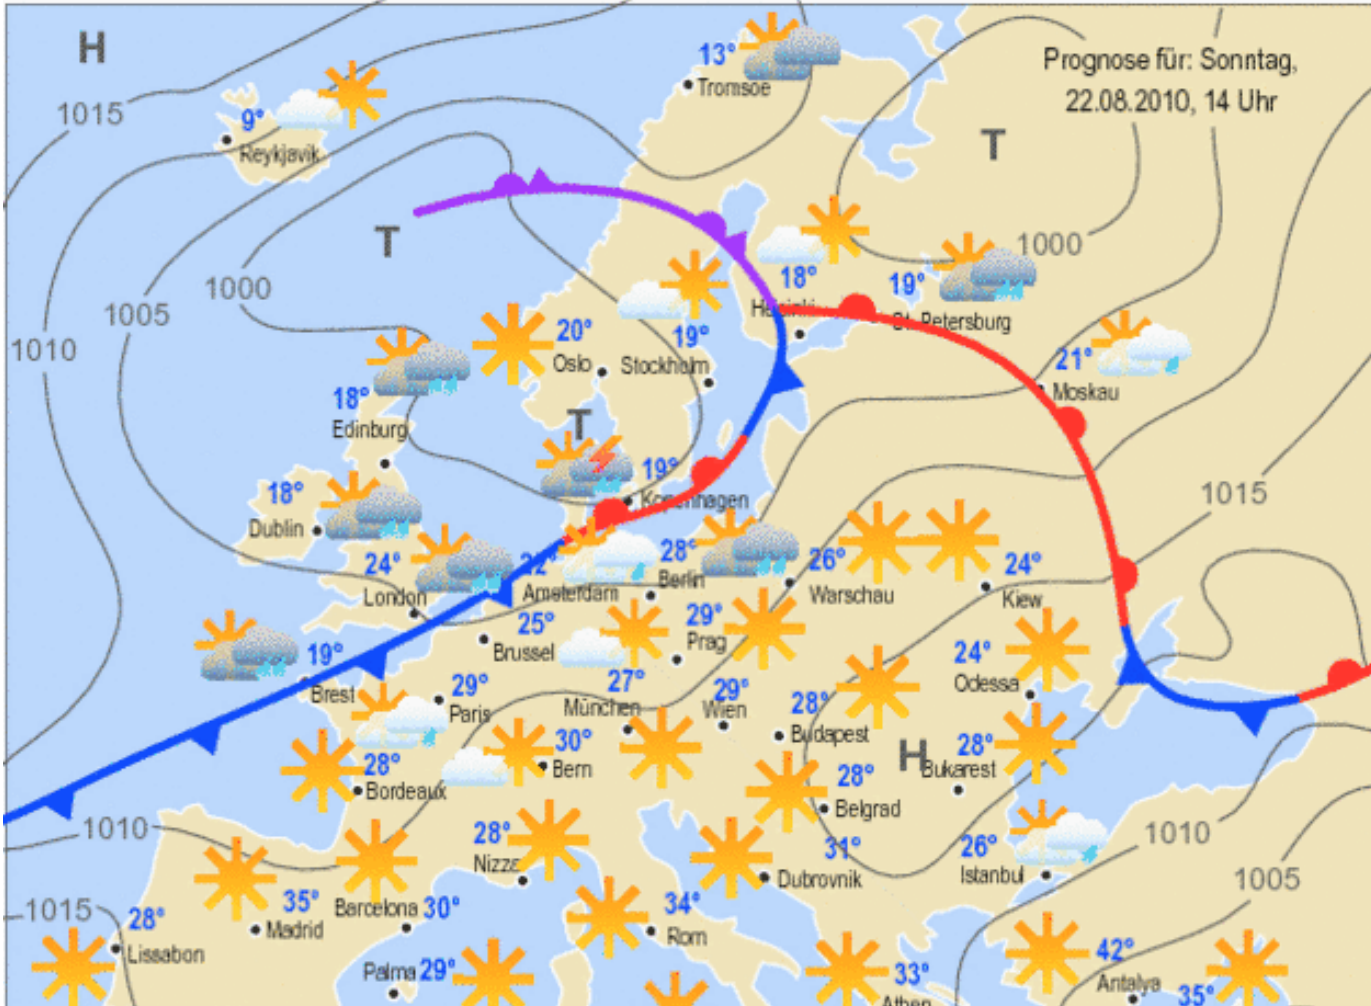 H
13°
Tromsoe
Prognose für: Sonntag,
22.08.2010, 14 Uhr
1015
9°
Reykjavik
T
T
1000
18°
Helsinki
19°
St. Petersburg
1000
1005
1010
20°
Oslo
19°
Stockholm
21°
Moskau
18°
Edinburg
T
19°
Kopenhagen
1015
18°
Dublin
24°
London
Amsterdam
28°
Berlin
26°
Warschau
24°
Kiew
25°
Brussel
29°
Prag
19°
Brest
29°
Paris
27°
München
29°
Wien
24°
Odessa
28°
Budapest
H
28°
Bukarest
30°
Bern
28°
Bordeaux
28°
Belgrad
1010
28°
Nizza
31°
Dubrovnik
26°
Istanbul
1010
1005
1015
28°
Lissabon
35°
Madrid
Barcelona 30°
34°
Rom
Palma 29°
33°
Athen
42°
Antalya
35°